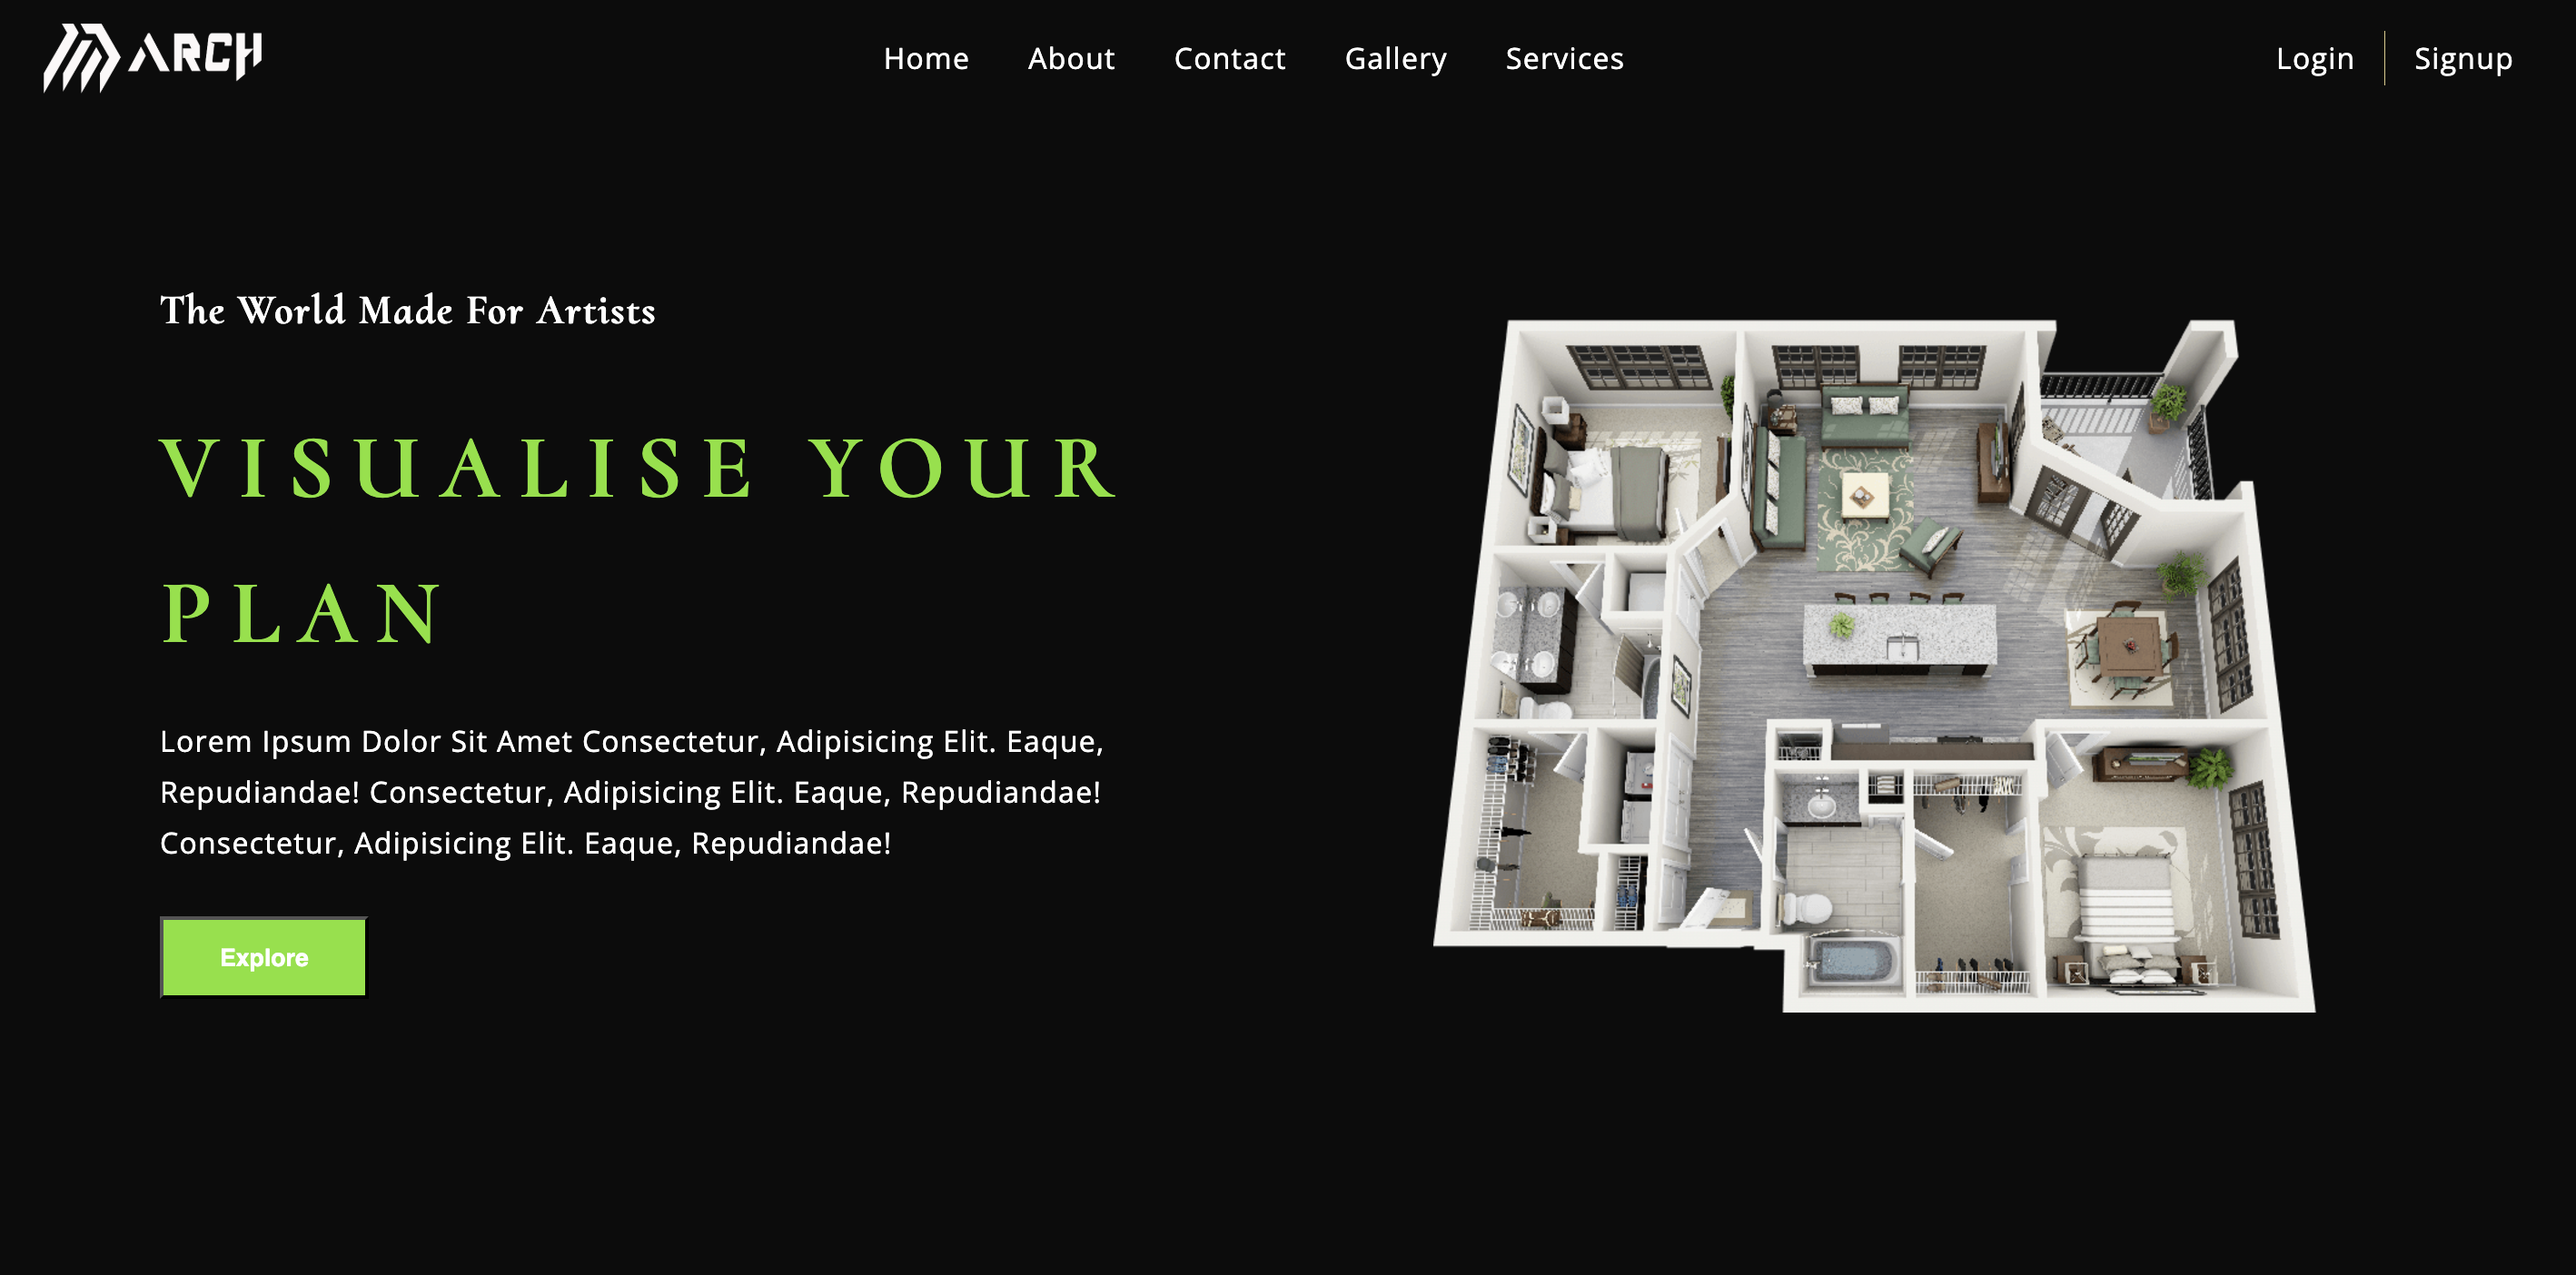 ARCH
Home About Contact Gallery Services
Login Signup
The World Made For Artists
VISUALISE YOUR
PLAN
Lorem Ipsum Dolor Sit Amet Consectetur, Adipisicing Elit. Eaque,
Repudiandae! Consectetur, Adipisicing Elit. Eaque, Repudiandae!
Consectetur, Adipisicing Elit. Eaque, Repudiandae!
Explore